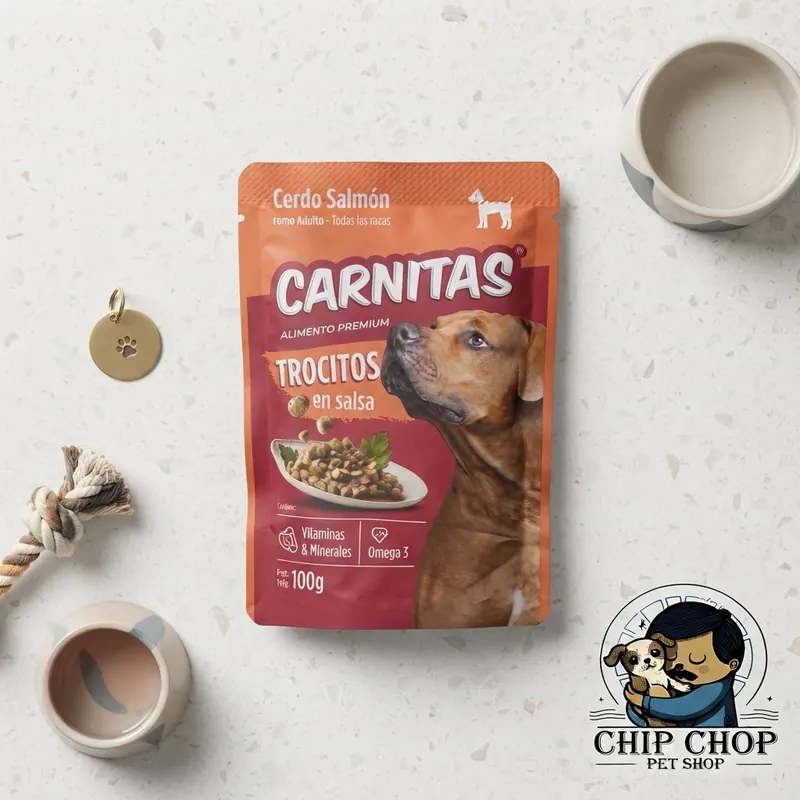 Cerdo Salmón
romo Adulto - Todas las razas
CARNITAS®
ALIMENTO PREMIUM
TROCITOS
en salsa
Vitaminas
& Minerales
Omega 3
100g
CHIP CHOP
PET SHOP